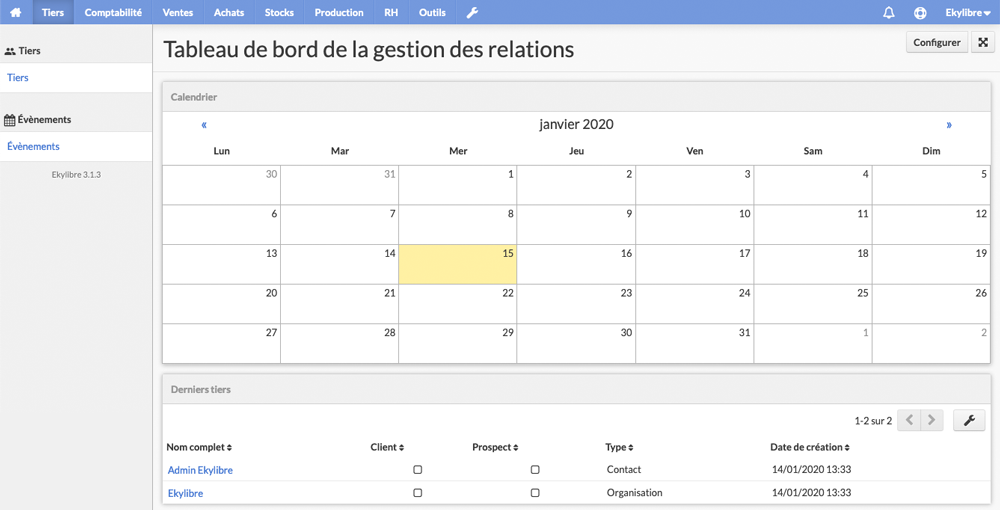 Tiers Comptabilité Ventes Achats Stocks Production RH Outils Ekylibre
Tiers
Tiers
Évènements
Évènements
Ekylibre 3.1.3
Tableau de bord de la gestion des relations
Configurer
Calendrier
« janvier 2020 »
Lun Mar Mer Jeu Ven Sam Dim
30 31 1 2 3 4 5
6 7 8 9 10 11 12
13 14 15 16 17 18 19
20 21 22 23 24 25 26
27 28 29 30 31 1 2
Derniers tiers
1-2 sur 2
Nom complet Client Prospect Type Date de création
Admin Ekylibre Contact 14/01/2020 13:33
Ekylibre Organisation 14/01/2020 13:33